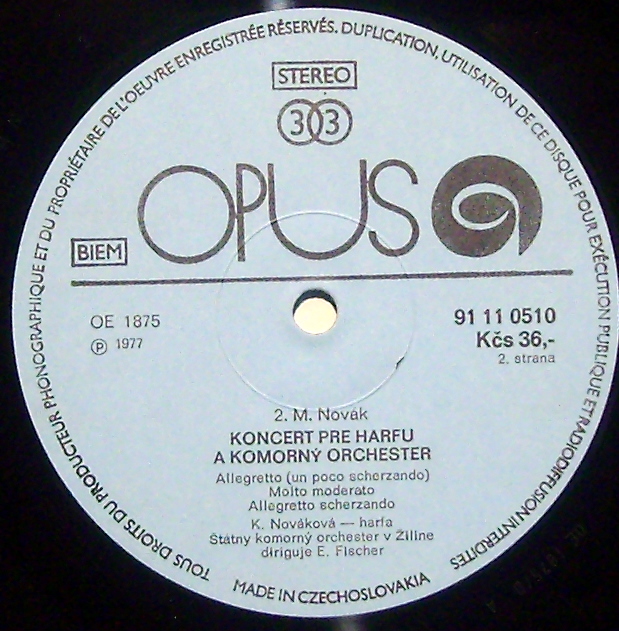 TOUS DROITS DU PRODUCTEUR PHONOGRAPHIQUE ET DU PROPRIÉTAIRE DE L'OEUVRE ENREGISTRÉE RÉSERVÉS. DUPLICATION, UTILISATION DE CE DISQUE POUR EXÉCUTION PUBLIQUE ET RADIODIFFUSION INTERDITES
STEREO
33
OPUS
BIEM
OE 1875
℗ 1977
91 11 0510
Kčs 36,-
2. strana
2. M. Novák
KONCERT PRE HARFU
A KOMORNÝ ORCHESTER
Allegretto (un poco scherzando)
Molto moderato
Allegretto scherzando
K. Nováková — harfa
Štátny komorný orchester v Žiline
diriguje E. Fischer
MADE IN CZECHOSLOVAKIA